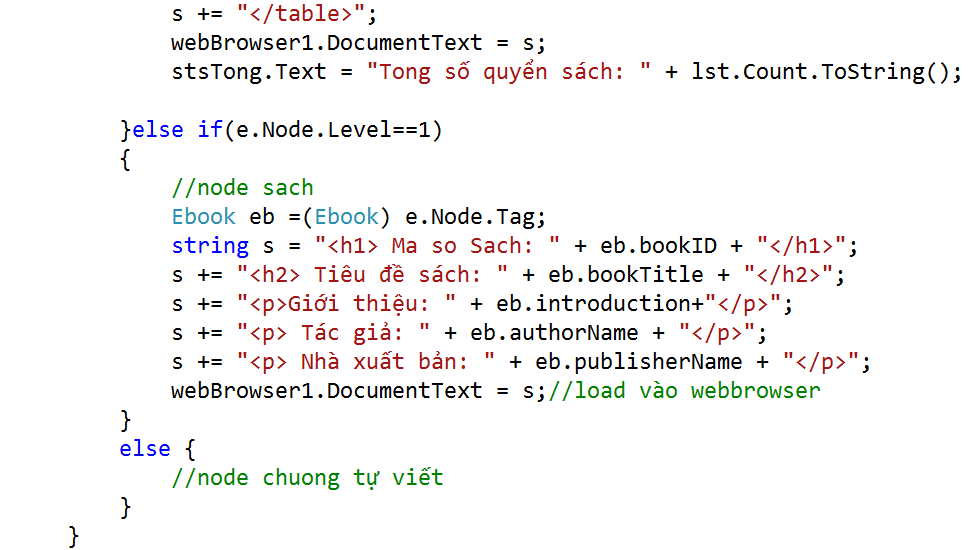 s += "</table>";
webBrowser1.DocumentText = s;
stsTong.Text = "Tong số quyển sách: " + lst.Count.ToString();
}else if(e.Node.Level==1)
{
//node sach
Ebook eb =(Ebook) e.Node.Tag;
string s = "<h1> Ma so Sach: " + eb.bookID + "</h1>";
s += "<h2> Tiêu đề sách: " + eb.bookTitle + "</h2>";
s += "<p>Giới thiệu: " + eb.introduction+"</p>";
s += "<p> Tác giả: " + eb.authorName + "</p>";
s += "<p> Nhà xuất bản: " + eb.publisherName + "</p>";
webBrowser1.DocumentText = s;//load vào webbrowser
}
else {
//node chuong tự viết
}
}